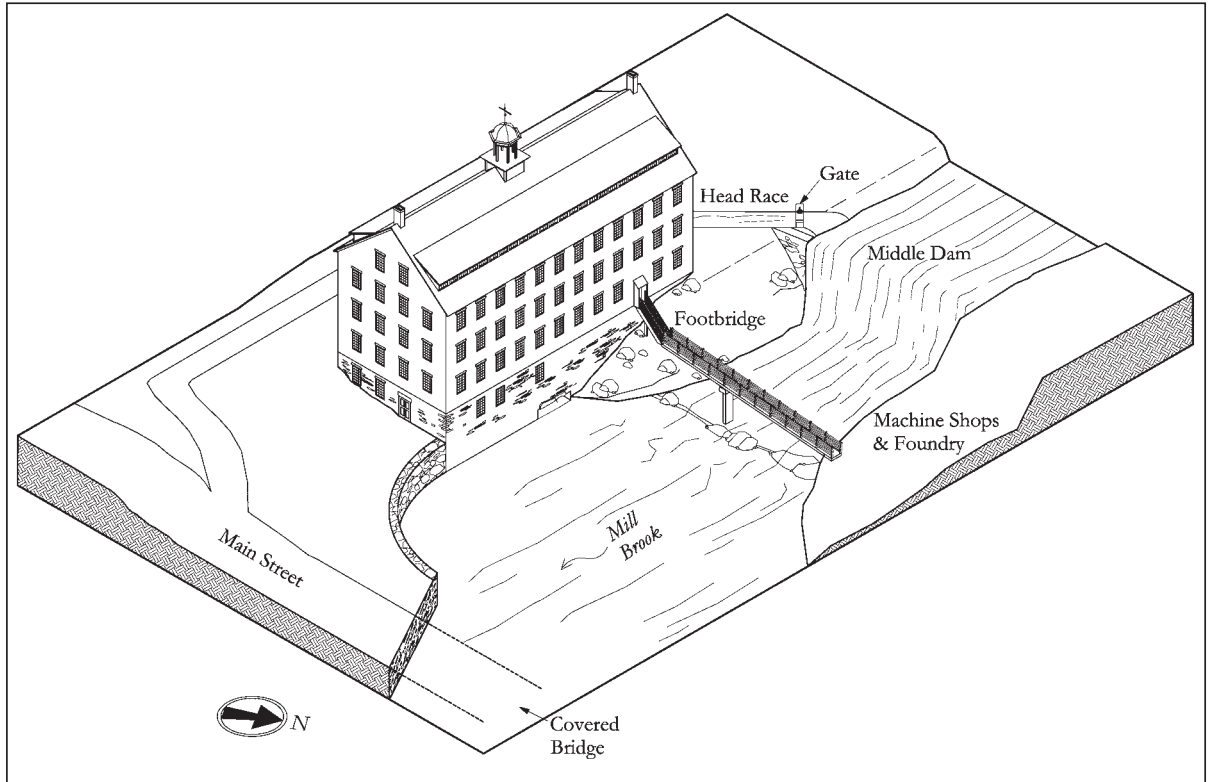 Gate
Head Race
Middle Dam
Footbridge
Machine Shops
& Foundry
Mill
Brook
Main Street
N
Covered
Bridge